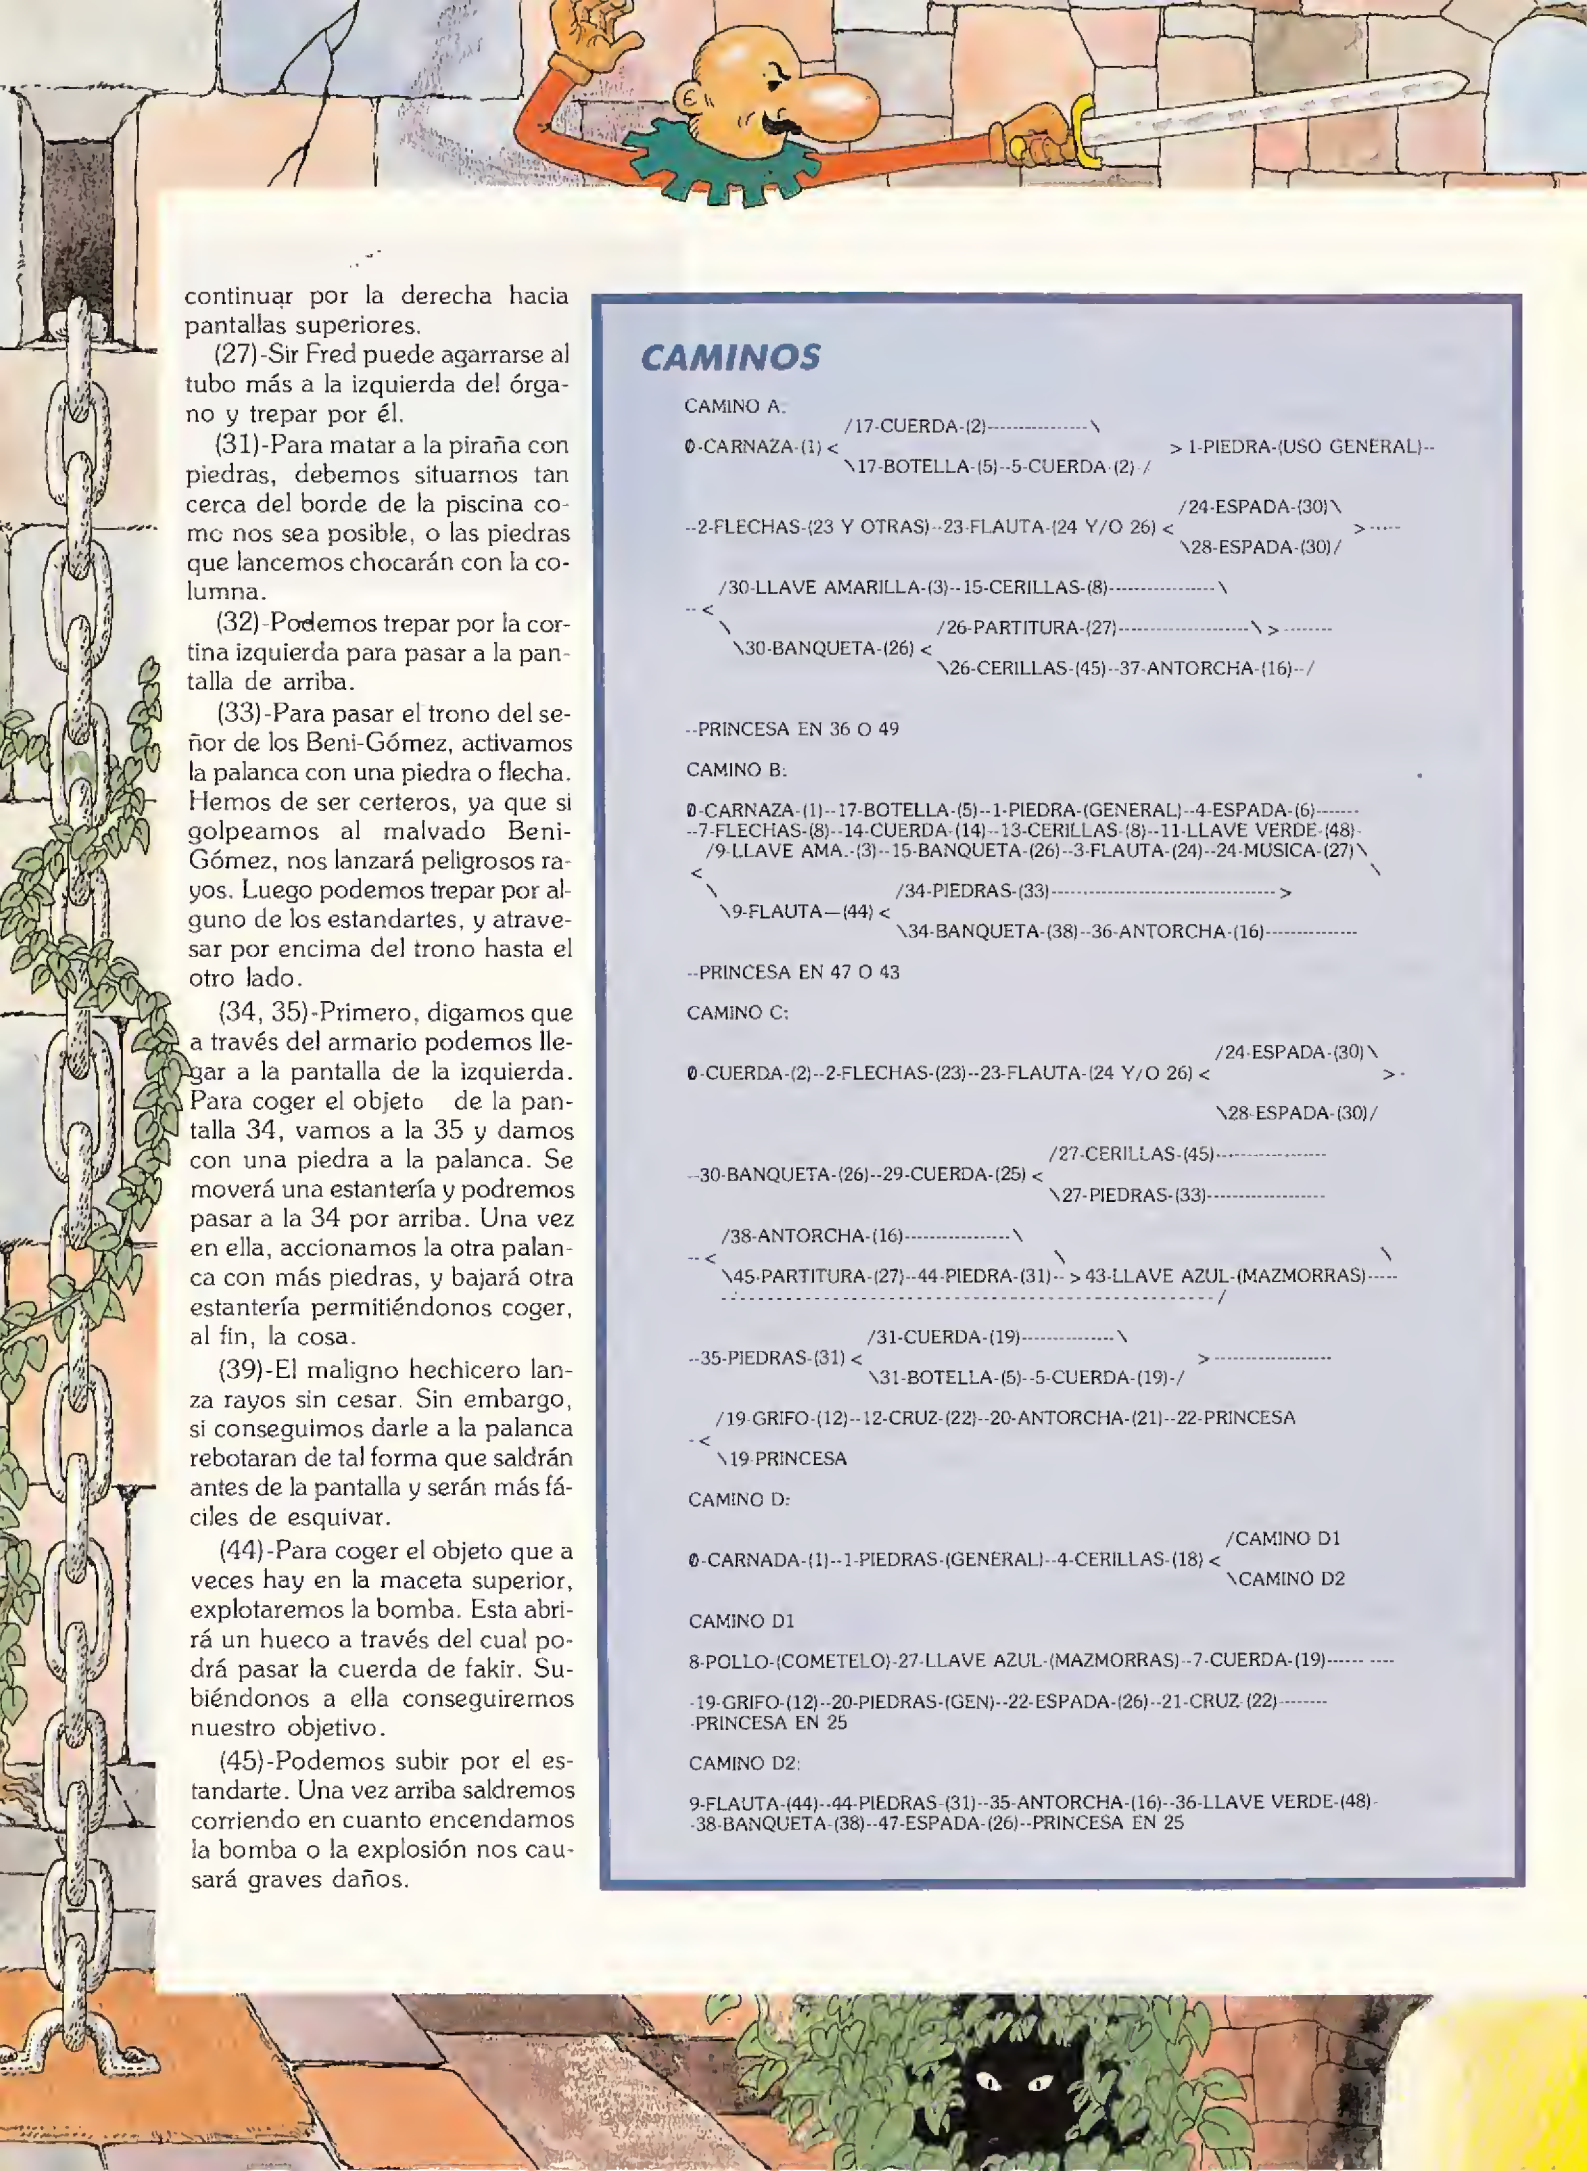 continuar por la derecha hacia
pantallas superiores.
(27)-Sir Fred puede agarrarse al
tubo más a la izquierda del órga-
no y trepar por él.
(31)-Para matar a la piraña con
piedras, debemos situarnos tan
cerca del borde de la piscina co-
mo nos sea posible, o las piedras
que lancemos chocarán con la co-
lumna.
(32)-Podemos trepar por la cor-
tina izquierda para pasar a la pan-
talla de arriba.
(33)-Para pasar el trono del se-
ñor de los Beni-Gómez, activamos
la palanca con una piedra o flecha.
Hemos de ser certeros, ya que si
golpeamos al malvado Beni-
Gómez, nos lanzará peligrosos ra-
yos. Luego podemos trepar por al-
guno de los estandartes, y atrave-
sar por encima del trono hasta el
otro lado.
(34, 35)-Primero, digamos que
a través del armario podemos lle-
gar a la pantalla de la izquierda.
Para coger el objeto de la pan-
talla 34, vamos a la 35 y damos
con una piedra a la palanca. Se
moverá una estantería y podremos
pasar a la 34 por arriba. Una vez
en ella, accionamos la otra palan-
ca con más piedras, y bajará otra
estantería permitiéndonos coger,
al fin, la cosa.
(39)-El maligno hechicero lan-
za rayos sin cesar. Sin embargo,
si conseguimos darle a la palanca
rebotaran de tal forma que saldrán
antes de la pantalla y serán más fá-
ciles de esquivar.
(44)-Para coger el objeto que a
veces hay en la maceta superior,
explotaremos la bomba. Esta abri-
rá un hueco a través del cual po-
drá pasar la cuerda de fakir. Su-
biéndonos a ella conseguiremos
nuestro objetivo.
(45)-Podemos subir por el es-
tandarte. Una vez arriba saldremos
corriendo en cuanto encendamos
la bomba o la explosión nos cau-
sará graves daños.
CAMINOS
CAMINO A:
/17-CUERDA-(2)----------------\
0-CARNAZA-(1) < > 1-PIEDRA-(USO GENERAL)--
\17-BOTELLA-(5)--5-CUERDA-(2)-/
/24-ESPADA-(30)\
--2-FLECHAS-(23 Y OTRAS)--23-FLAUTA-(24 Y/O 26) < >-----
\28-ESPADA-(30)/
/30-LLAVE AMARILLA-(3)--15-CERILLAS-(8)-----------------\
-- <
\ /26-PARTITURA-(27)---------------------\ >--------
\30-BANQUETA-(26) <
\26-CERILLAS-(45)--37-ANTORCHA-(16)--/
--PRINCESA EN 36 O 49
CAMINO B:
0-CARNAZA-(1)--17-BOTELLA-(5)--1-PIEDRA-(GENERAL)--4-ESPADA-(6)-------
--7-FLECHAS-(8)--14-CUERDA-(14)--13-CERILLAS-(8)--11-LLAVE VERDE-(48)-
/9-LLAVE AMA.-(3)--15-BANQUETA-(26)--3-FLAUTA-(24)--24-MUSICA-(27)\
< \
\ /34-PIEDRAS-(33)------------------------------------>
\9-FLAUTA—(44) <
\34-BANQUETA-(38)--36-ANTORCHA-(16)---------------
--PRINCESA EN 47 O 43
CAMINO C:
/24-ESPADA-(30)\
0-CUERDA-(2)--2-FLECHAS-(23)--23-FLAUTA-(24 Y/O 26) < >-
\28-ESPADA-(30)/
/27-CERILLAS-(45)------------------
--30-BANQUETA-(26)--29-CUERDA-(25) <
\27-PIEDRAS-(33)-------------------
/38-ANTORCHA-(16)-----------------\
-- < \ \
\45-PARTITURA-(27)--44-PIEDRA-(31)-- > 43-LLAVE AZUL-(MAZMORRAS)-----
--------------------------------------------------------/
/31-CUERDA-(19)---------------\
--35-PIEDRAS-(31) < >------------------
\31-BOTELLA-(5)--5-CUERDA-(19)-/
/19-GRIFO-(12)--12-CRUZ-(22)--20-ANTORCHA-(21)--22-PRINCESA
-<
\19-PRINCESA
CAMINO D:
/CAMINO D1
0-CARNADA-(1)--1-PIEDRAS-(GENERAL)--4-CERILLAS-(18) <
\CAMINO D2
CAMINO D1
8-POLLO-(COMETELO)-27-LLAVE AZUL-(MAZMORRAS)--7-CUERDA-(19)------ ----
-19-GRIFO-(12)--20-PIEDRAS-(GEN)--22-ESPADA-(26)--21-CRUZ-(22)--------
-PRINCESA EN 25
CAMINO D2:
9-FLAUTA-(44)--44-PIEDRAS-(31)--35-ANTORCHA-(16)--36-LLAVE VERDE-(48)-
-38-BANQUETA-(38)--47-ESPADA-(26)--PRINCESA EN 25